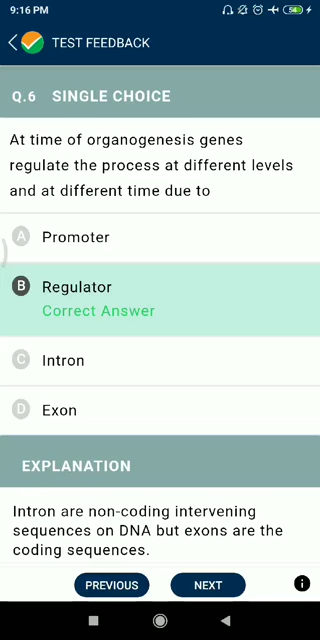 9:16 PM
54
TEST FEEDBACK
Q.6 SINGLE CHOICE
At time of organogenesis genes
regulate the process at different levels
and at different time due to
A Promoter
B Regulator
Correct Answer
C Intron
D Exon
EXPLANATION
Intron are non-coding intervening
sequences on DNA but exons are the
coding sequences.
PREVIOUS
NEXT